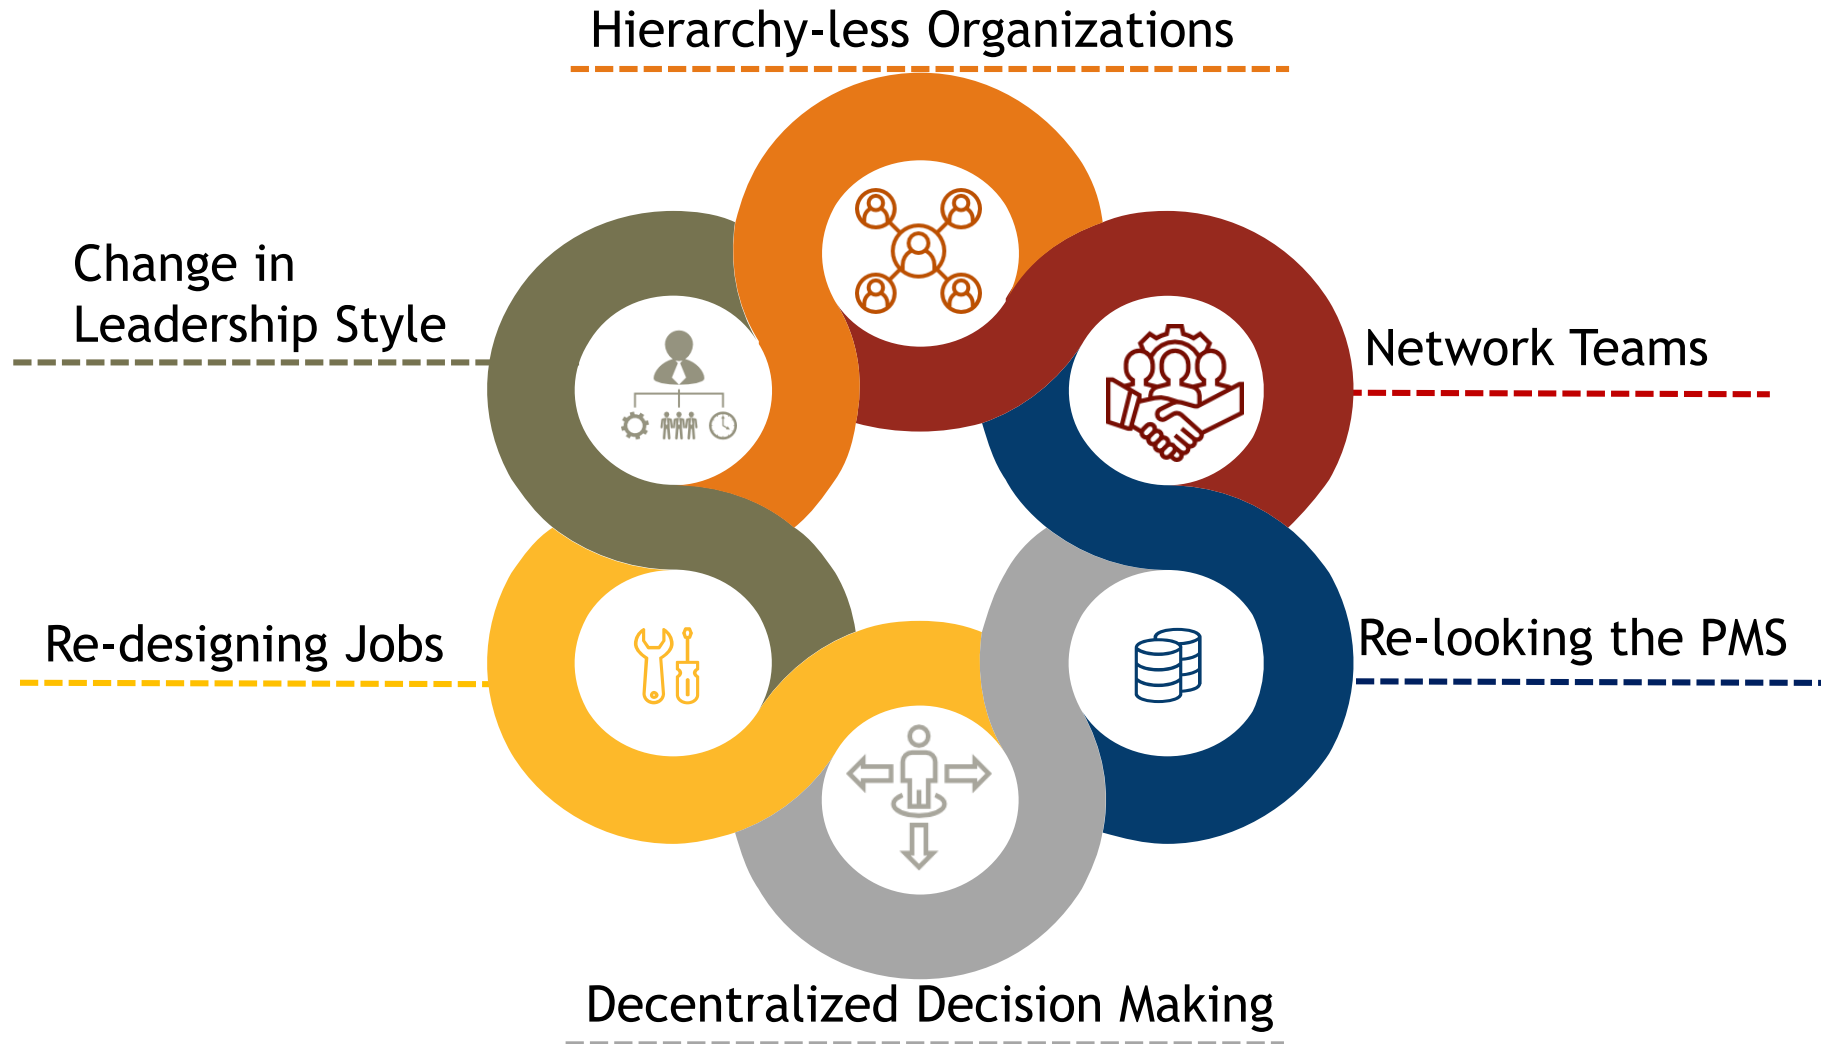 Hierarchy-less Organizations
Change in
Leadership Style
Network Teams
Re-designing Jobs
Re-looking the PMS
Decentralized Decision Making